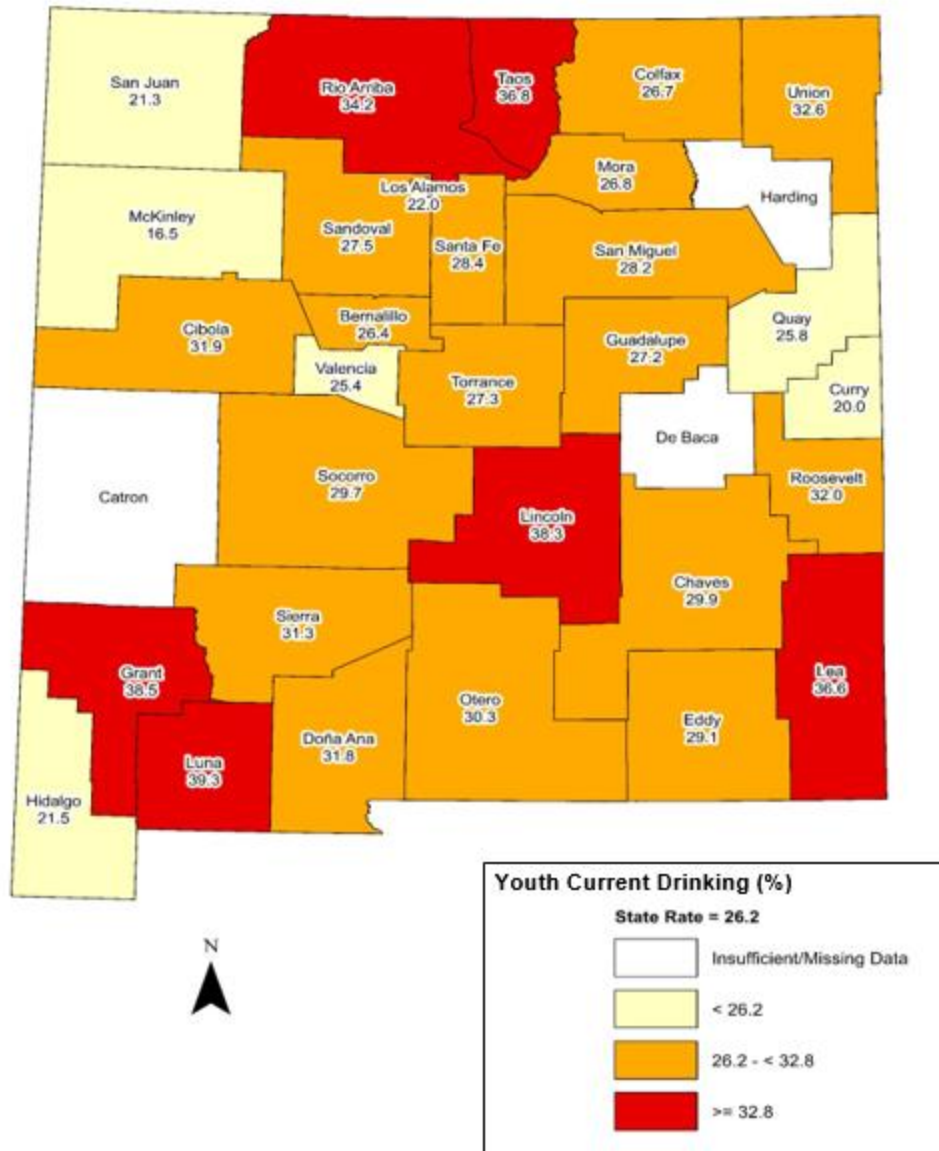 San Juan
21.3
Rio Arriba
34.2
Taos
36.8
Colfax
26.7
Union
32.6
Mora
26.8
Harding
Los Alamos
22.0
McKinley
16.5
Sandoval
27.5
Santa Fe
28.4
San Miguel
28.2
Quay
25.8
Cibola
31.9
Bernalillo
26.4
Guadalupe
27.2
Valencia
25.4
Torrance
27.3
Curry
20.0
De Baca
Catron
Socorro
29.7
Roosevelt
32.0
Lincoln
38.3
Chaves
29.9
Sierra
31.3
Grant
38.5
Lea
36.6
Otero
30.3
Eddy
29.1
Doña Ana
31.8
Luna
39.3
Hidalgo
21.5
Youth Current Drinking (%)
State Rate = 26.2
Insufficient/Missing Data
< 26.2
26.2 - < 32.8
>= 32.8
N